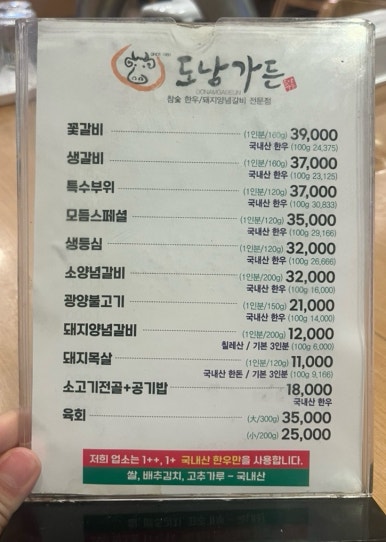 SINCE 1983
도남가든
DONAMGARDEN
참숯 한우/돼지양념갈비 전문점
꽃갈비 (1인분/160g) 39,000
국내산 한우 (100g 24,375)
생갈비 (1인분/160g) 37,000
국내산 한우 (100g 23,125)
특수부위 (1인분/120g) 37,000
국내산 한우 (100g 30,833)
모듬스페셜 (1인분/120g) 35,000
국내산 한우 (100g 29,166)
생등심 (1인분/120g) 32,000
국내산 한우 (100g 26,666)
소양념갈비 (1인분/200g) 32,000
국내산 한우 (100g 16,000)
광양불고기 (1인분/150g) 21,000
국내산 한우 (100g 14,000)
돼지양념갈비 (1인분/200g) 12,000
칠레산 / 기본 3인분 (100g 6,000)
돼지목살 (1인분/120g) 11,000
국내산 한돈 / 기본 3인분 (100g 9,166)
소고기전골+공기밥 18,000
국내산 한우
육회 (大/300g) 35,000
(小/200g) 25,000
저희 업소는 1++, 1+ 국내산 한우만을 사용합니다.
쌀, 배추김치, 고추가루 - 국내산